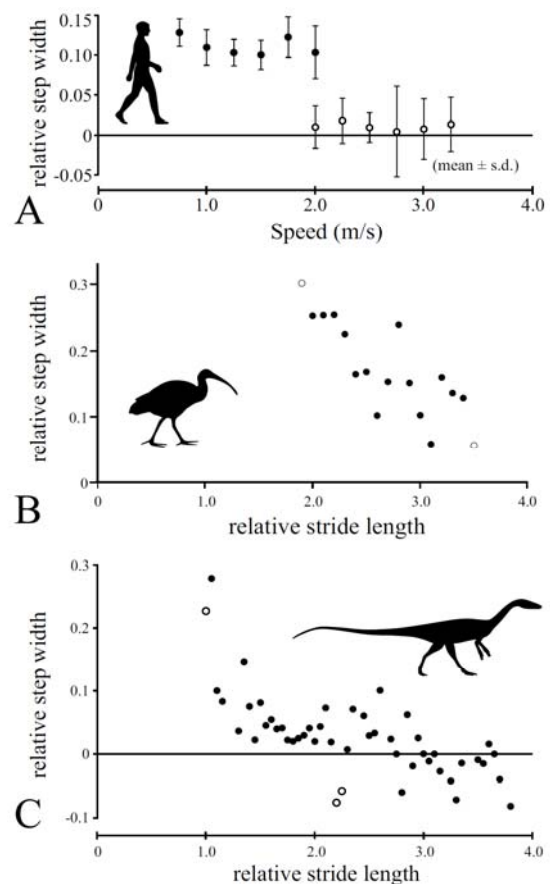 0.15
0.10
0.05
0
-0.05
relative step width
(mean ± s.d.)
A
0 1.0 2.0 3.0 4.0
Speed (m/s)
0.3
0.2
0.1
0
relative step width
B
0 1.0 2.0 3.0 4.0
relative stride length
0.3
0.2
0.1
0
-0.1
relative step width
C
0 1.0 2.0 3.0 4.0
relative stride length